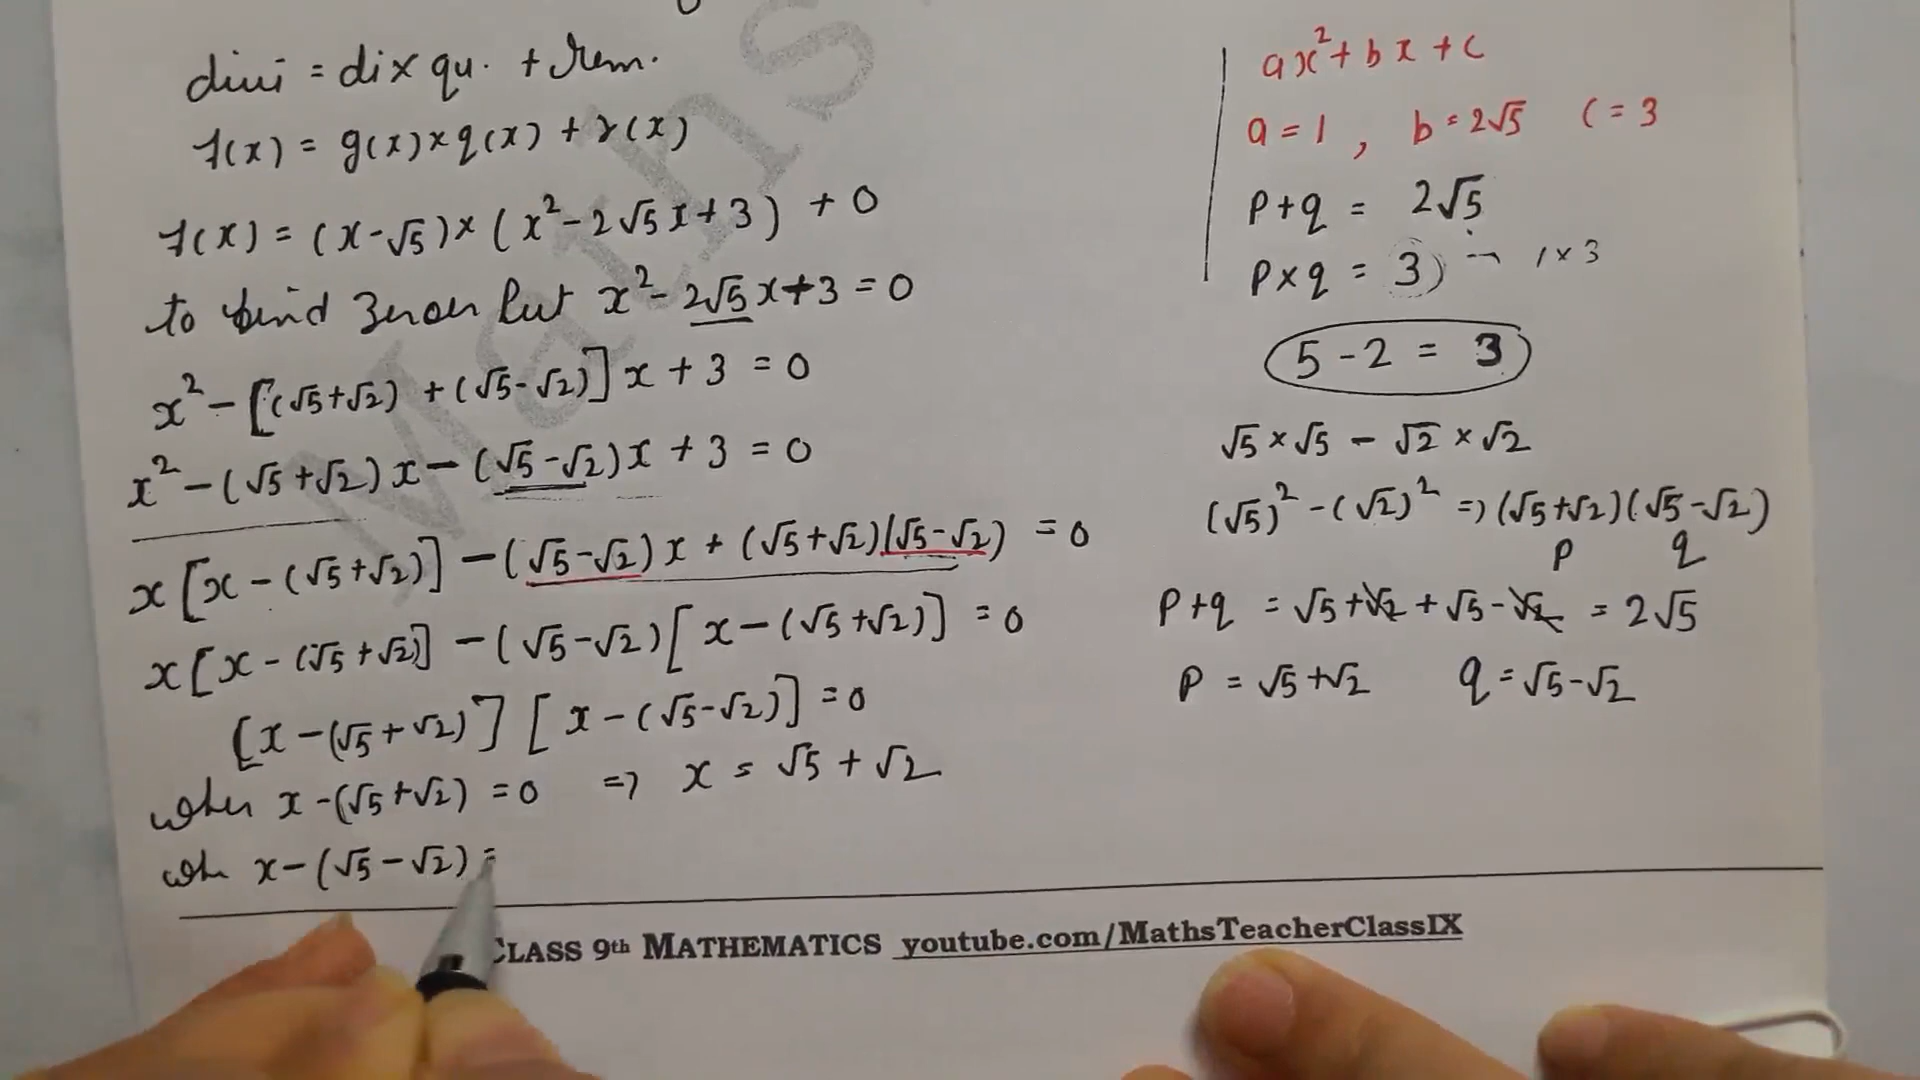 divi = di × qu. + rem.
f(x) = g(x) × q(x) + r(x)
f(x) = (x-√5) × (x² - 2√5x + 3) + 0
to find Zeroes Put x² - 2√5x + 3 = 0
x² - [(√5+√2) + (√5-√2)] x + 3 = 0
x² - (√5+√2)x - (√5-√2)x + 3 = 0
x[x - (√5+√2)] - (√5-√2)x + (√5+√2)(√5-√2) = 0
x[x - (√5+√2)] - (√5-√2)[x - (√5+√2)] = 0
[x - (√5+√2)] [x - (√5-√2)] = 0
when x - (√5+√2) = 0 => x = √5 + √2
whe x - (√5-√2) =
ax² + bx + c
a = 1 , b = 2√5 c = 3
p+q = 2√5
p×q = 3) → 1×3
5 - 2 = 3
√5 × √5 - √2 × √2
(√5)² - (√2)² => (√5+√2)(√5-√2)
p q
p+q = √5+√2 + √5-√2 = 2√5
p = √5+√2 q = √5-√2
CLASS 9th MATHEMATICS youtube.com/MathsTeacherClassIX
Maths